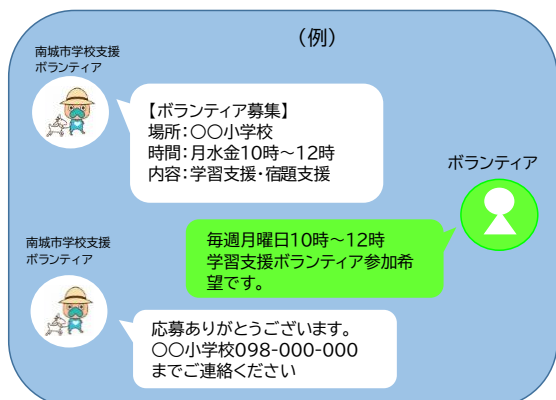 （例）
南城市学校支援
ボランティア
【ボランティア募集】
場所：〇〇小学校
時間：月水金10時～12時
内容：学習支援・宿題支援
ボランティア
毎週月曜日10時～12時
学習支援ボランティア参加希
望です。
南城市学校支援
ボランティア
応募ありがとうございます。
〇〇小学校098-000-000
までご連絡ください